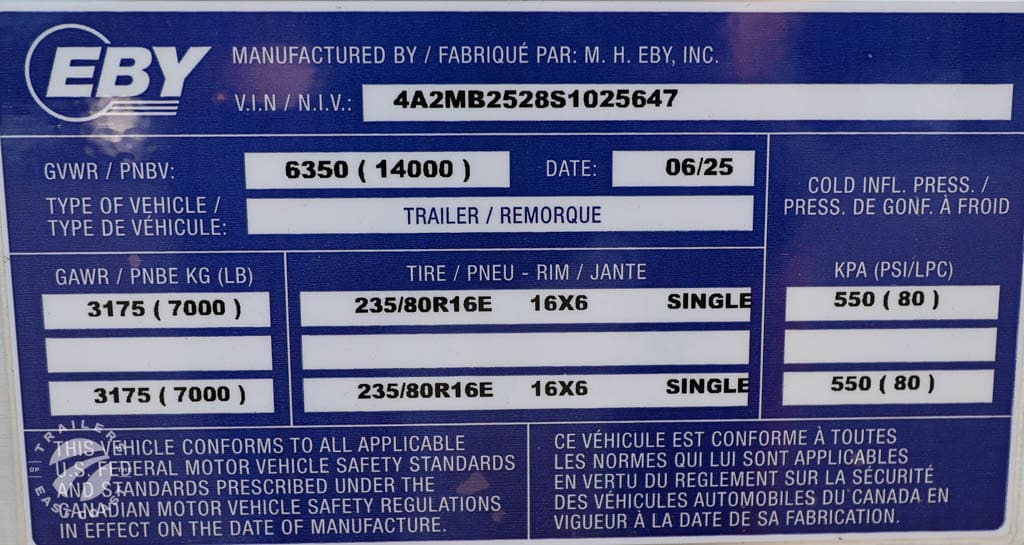 EBY
MANUFACTURED BY / FABRIQUÉ PAR: M. H. EBY, INC.
V.I.N / N.I.V.: 4A2MB2528S1025647
GVWR / PNBV: 6350 ( 14000 ) DATE: 06/25
TYPE OF VEHICLE /
TYPE DE VÉHICULE: TRAILER / REMORQUE
COLD INFL. PRESS. /
PRESS. DE GONF. À FROID
GAWR / PNBE KG (LB) TIRE / PNEU - RIM / JANTE KPA (PSI/LPC)
3175 ( 7000 ) 235/80R16E 16X6 SINGLE 550 ( 80 )
3175 ( 7000 ) 235/80R16E 16X6 SINGLE 550 ( 80 )
THIS VEHICLE CONFORMS TO ALL APPLICABLE
U.S. FEDERAL MOTOR VEHICLE SAFETY STANDARDS
AND STANDARDS PRESCRIBED UNDER THE
CANADIAN MOTOR VEHICLE SAFETY REGULATIONS
IN EFFECT ON THE DATE OF MANUFACTURE.
CE VÉHICULE EST CONFORME À TOUTES
LES NORMES QUI LUI SONT APPLICABLES
EN VERTU DU REGLEMENT SUR LA SÉCURITÉ
DES VÉHICULES AUTOMOBILES DU CANADA EN
VIGUEUR À LA DATE DE SA FABRICATION.
TRAILERS
OF
EAST